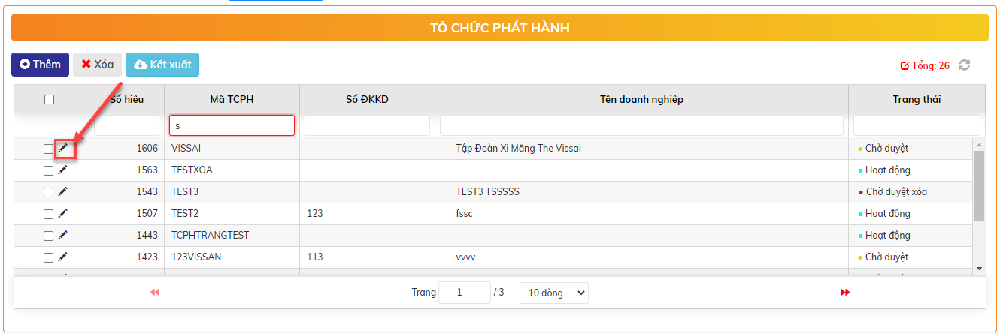 TỔ CHỨC PHÁT HÀNH
Thêm Xóa Kết xuất Tổng: 26
Số hiệu Mã TCPH Số ĐKKD Tên doanh nghiệp Trạng thái
s
1606 VISSAI Tập Đoàn Xi Măng The Vissai Chờ duyệt
1563 TESTXOA Hoạt động
1543 TEST3 TEST3 TSSSSS Chờ duyệt xóa
1507 TEST2 123 fssc Hoạt động
1443 TCPHTRANGTEST Hoạt động
1423 123VISSAN 113 vvvv Chờ duyệt
Trang 1 / 3 10 dòng